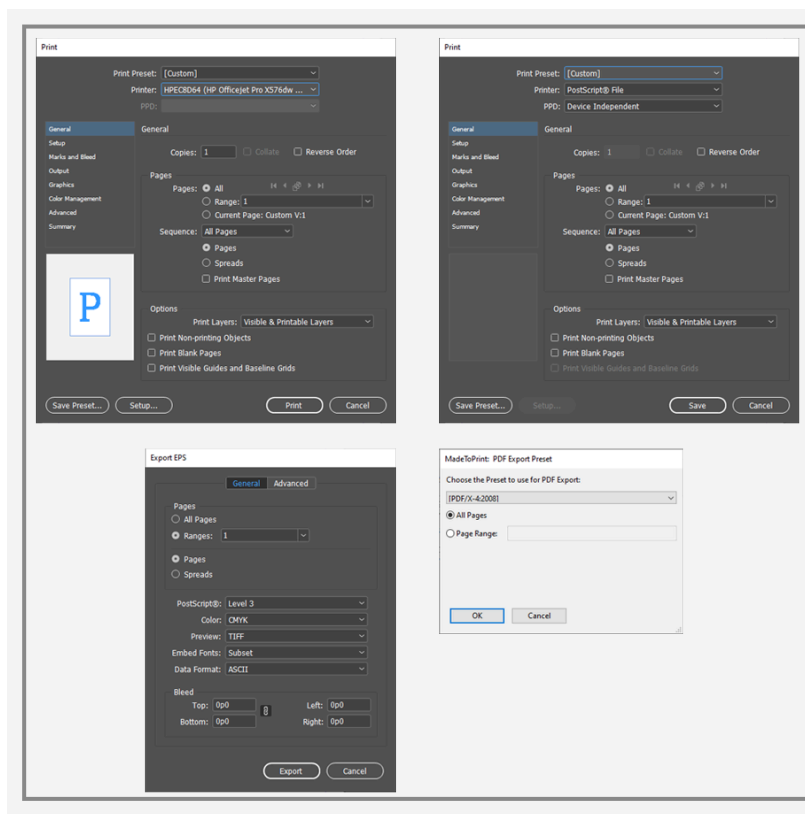 Print
Print Preset: [Custom]
Printer: HPEC8D64 (HP Officejet Pro X576dw ...
PPD:
General
Setup
Marks and Bleed
Output
Graphics
Color Management
Advanced
Summary
General
Copies: 1 Collate Reverse Order
Pages
Pages: All
Range: 1
Current Page: Custom V:1
Sequence: All Pages
Pages
Spreads
Print Master Pages
P
Options
Print Layers: Visible & Printable Layers
Print Non-printing Objects
Print Blank Pages
Print Visible Guides and Baseline Grids
Save Preset... Setup... Print Cancel
Print
Print Preset: [Custom]
Printer: PostScript® File
PPD: Device Independent
General
Setup
Marks and Bleed
Output
Graphics
Color Management
Advanced
Summary
General
Copies: 1 Collate Reverse Order
Pages
Pages: All
Range: 1
Current Page: Custom V:1
Sequence: All Pages
Pages
Spreads
Print Master Pages
Options
Print Layers: Visible & Printable Layers
Print Non-printing Objects
Print Blank Pages
Print Visible Guides and Baseline Grids
Save Preset... Setup... Save Cancel
Export EPS
General Advanced
Pages
All Pages
Ranges: 1
Pages
Spreads
PostScript®: Level 3
Color: CMYK
Preview: TIFF
Embed Fonts: Subset
Data Format: ASCII
Bleed
Top: 0p0 Left: 0p0
Bottom: 0p0 Right: 0p0
Export Cancel
MadeToPrint: PDF Export Preset
Choose the Preset to use for PDF Export:
[PDF/X-4:2008]
All Pages
Page Range:
OK Cancel